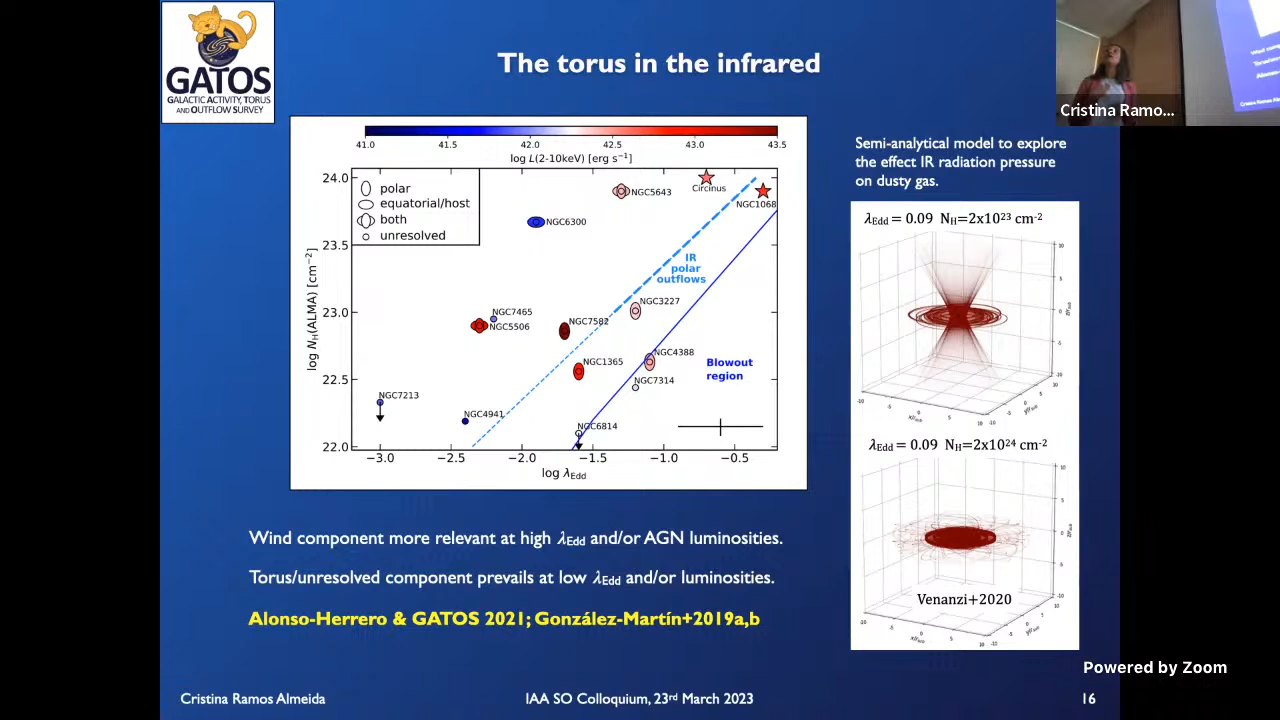 GATOS
GALACTIC ACTIVITY, TORUS
AND OUTFLOW SURVEY
The torus in the infrared
Cristina Ramo...
41.0 41.5 42.0 42.5 43.0 43.5
log L(2-10keV) [erg s⁻¹]
polar
equatorial/host
both
unresolved
24.0
23.5
23.0
22.5
22.0
log N_H(ALMA) [cm⁻²]
NGC5643
Circinus
NGC1068
NGC6300
IR
polar
outflows
NGC3227
NGC7465
NGC5506
NGC7582
NGC4388
NGC1365
Blowout
region
NGC7314
NGC7213
NGC4941
NGC6814
−3.0 −2.5 −2.0 −1.5 −1.0 −0.5
log λ_Edd
Semi-analytical model to explore
the effect IR radiation pressure
on dusty gas.
λ_Edd = 0.09 N_H=2x10²³ cm⁻²
λ_Edd = 0.09 N_H=2x10²⁴ cm⁻²
Venanzi+2020
Wind component more relevant at high λ_Edd and/or AGN luminosities.
Torus/unresolved component prevails at low λ_Edd and/or luminosities.
Alonso-Herrero & GATOS 2021; González-Martín+2019a,b
Powered by Zoom
Cristina Ramos Almeida
IAA SO Colloquium, 23rd March 2023
16